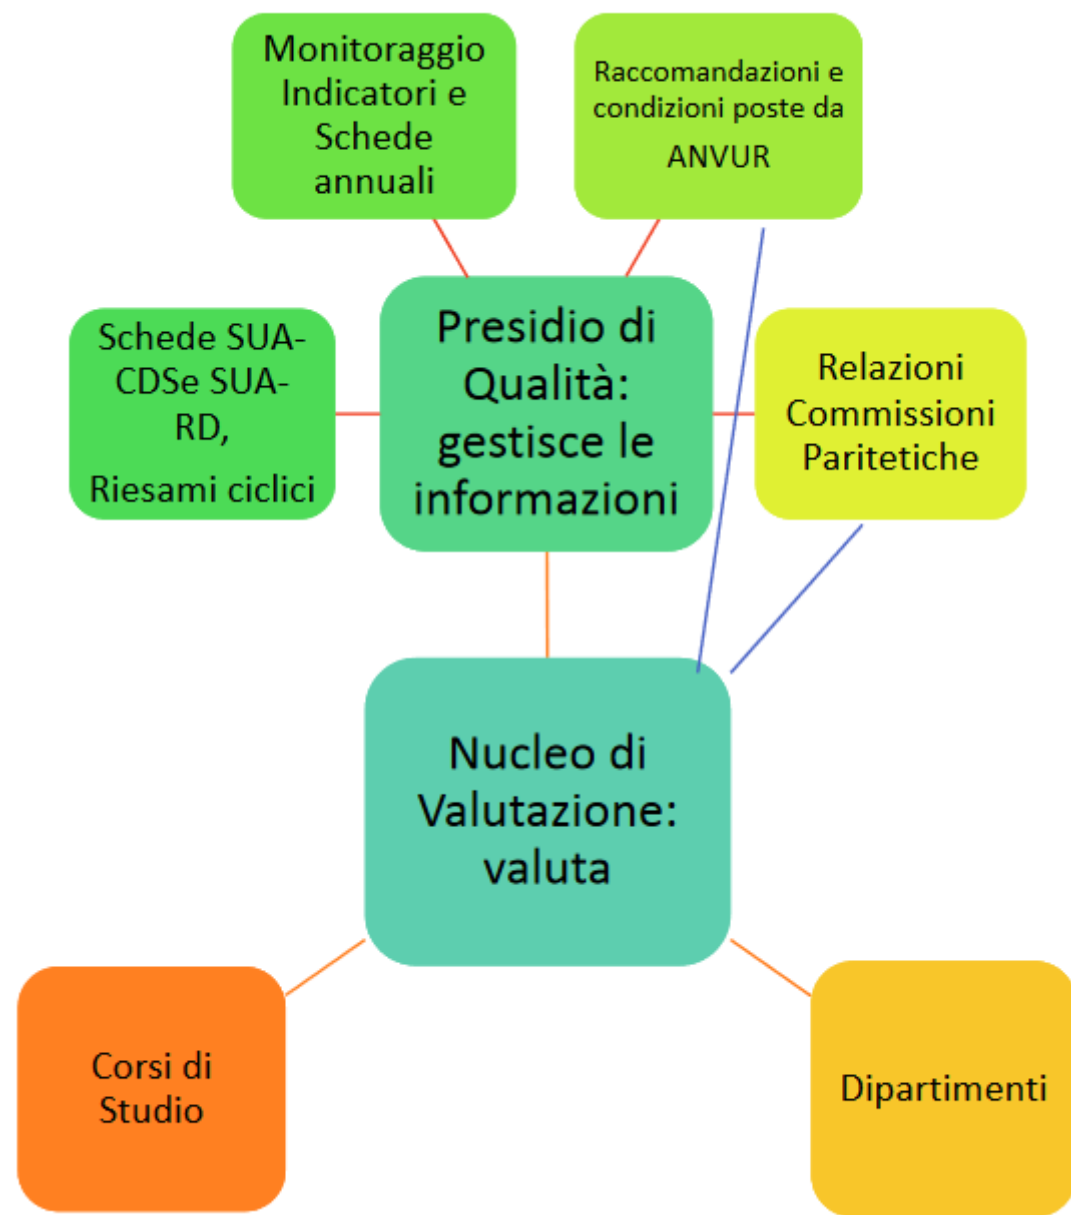 Monitoraggio
Indicatori e
Schede
annuali
Raccomandazioni e
condizioni poste da
ANVUR
Schede SUA-
CDSe SUA-
RD,
Riesami ciclici
Presidio di
Qualità:
gestisce le
informazioni
Relazioni
Commissioni
Paritetiche
Nucleo di
Valutazione:
valuta
Corsi di
Studio
Dipartimenti